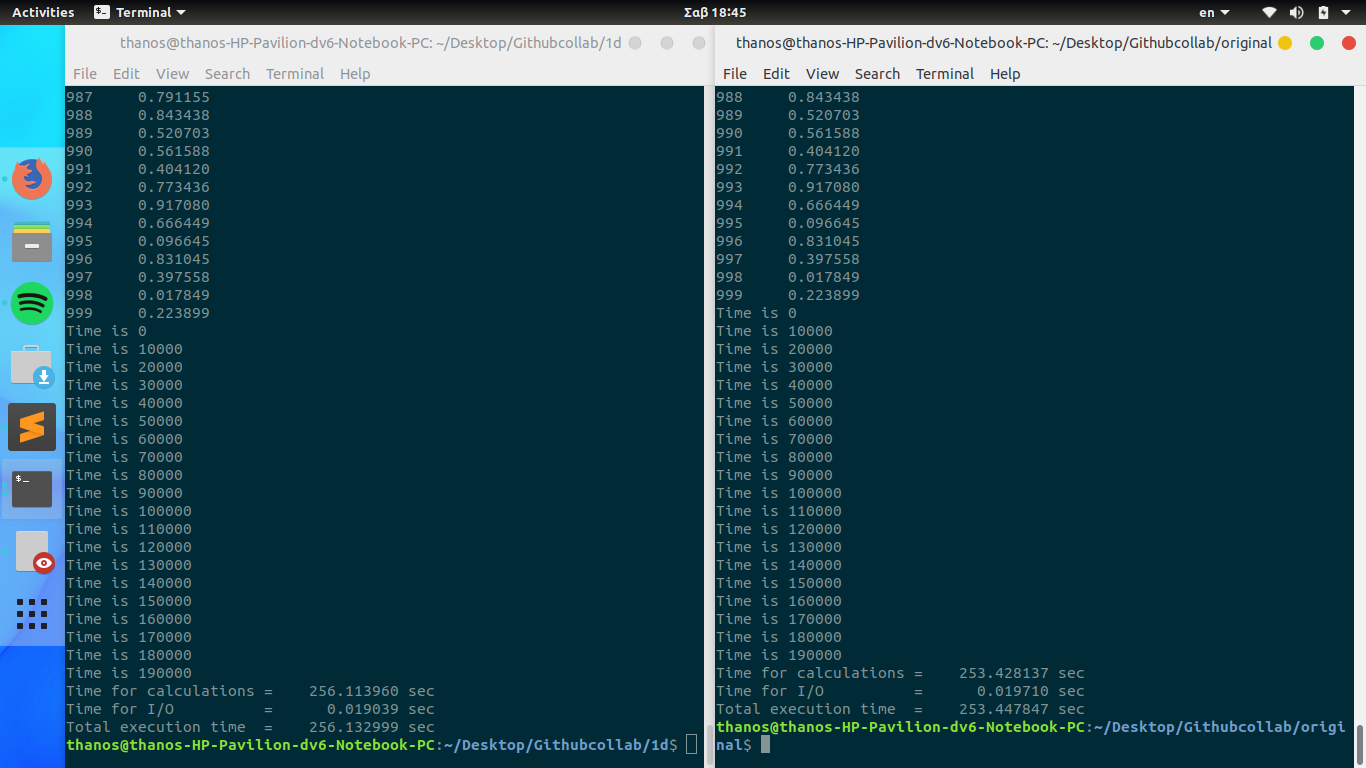 Activities
Terminal
Σαβ 18:45
en
thanos@thanos-HP-Pavilion-dv6-Notebook-PC: ~/Desktop/Githubcollab/1d
File Edit View Search Terminal Help
987 0.791155
988 0.843438
989 0.520703
990 0.561588
991 0.404120
992 0.773436
993 0.917080
994 0.666449
995 0.096645
996 0.831045
997 0.397558
998 0.017849
999 0.223899
Time is 0
Time is 10000
Time is 20000
Time is 30000
Time is 40000
Time is 50000
Time is 60000
Time is 70000
Time is 80000
Time is 90000
Time is 100000
Time is 110000
Time is 120000
Time is 130000
Time is 140000
Time is 150000
Time is 160000
Time is 170000
Time is 180000
Time is 190000
Time for calculations = 256.113960 sec
Time for I/O = 0.019039 sec
Total execution time = 256.132999 sec
thanos@thanos-HP-Pavilion-dv6-Notebook-PC:~/Desktop/Githubcollab/1d$
thanos@thanos-HP-Pavilion-dv6-Notebook-PC: ~/Desktop/Githubcollab/original
File Edit View Search Terminal Help
988 0.843438
989 0.520703
990 0.561588
991 0.404120
992 0.773436
993 0.917080
994 0.666449
995 0.096645
996 0.831045
997 0.397558
998 0.017849
999 0.223899
Time is 0
Time is 10000
Time is 20000
Time is 30000
Time is 40000
Time is 50000
Time is 60000
Time is 70000
Time is 80000
Time is 90000
Time is 100000
Time is 110000
Time is 120000
Time is 130000
Time is 140000
Time is 150000
Time is 160000
Time is 170000
Time is 180000
Time is 190000
Time for calculations = 253.428137 sec
Time for I/O = 0.019710 sec
Total execution time = 253.447847 sec
thanos@thanos-HP-Pavilion-dv6-Notebook-PC:~/Desktop/Githubcollab/origi
nal$